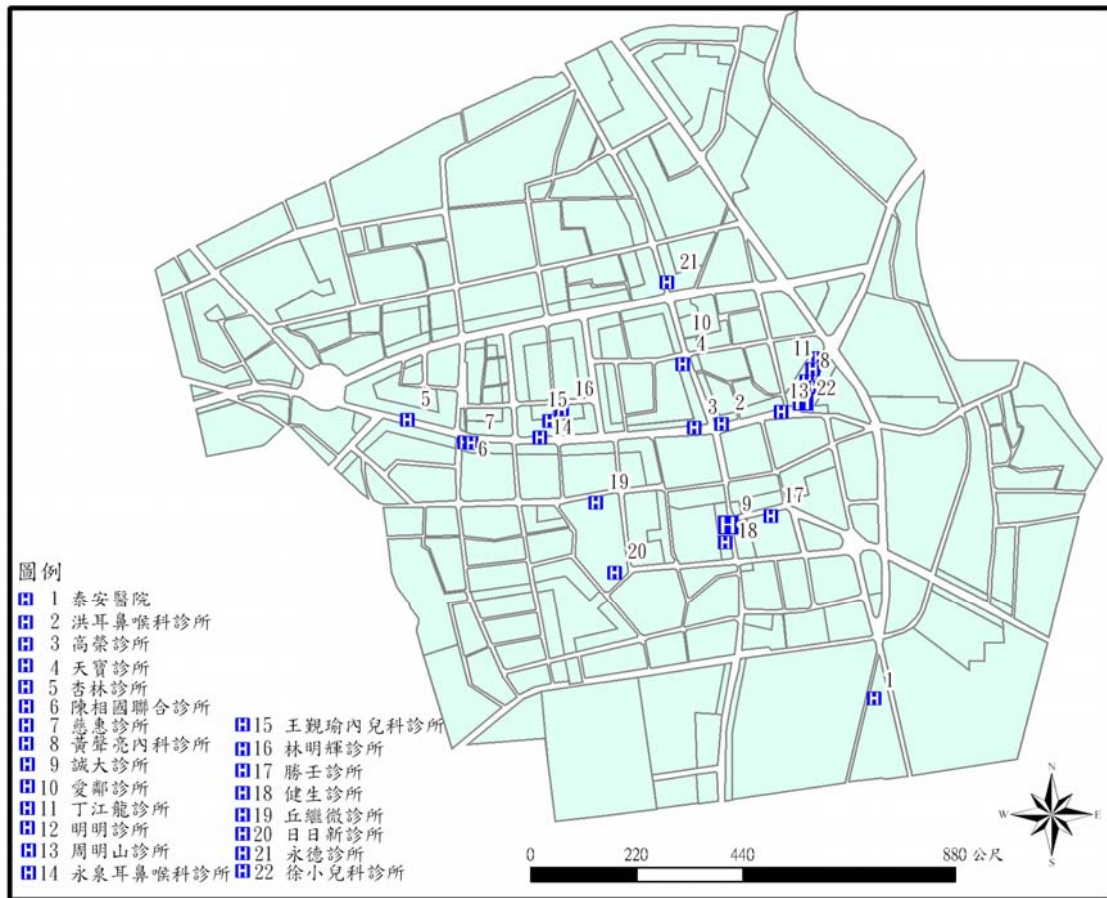 21
10
4
11
8
5
16
15
13
22
3
2
7
14
6
19
9
17
18
20
1
圖例
1 泰安醫院
2 洪耳鼻喉科診所
3 高榮診所
4 天寶診所
5 杏林診所
6 陳相國聯合診所
7 慈惠診所
8 黃聲亮內科診所
9 誠大診所
10 愛鄰診所
11 丁江龍診所
12 明明診所
13 周明山診所
14 永泉耳鼻喉科診所
15 王覲瑜內兒科診所
16 林明輝診所
17 勝壬診所
18 健生診所
19 丘繼微診所
20 日日新診所
21 永德診所
22 徐小兒科診所
N
W
E
S
0 220 440 880 公尺